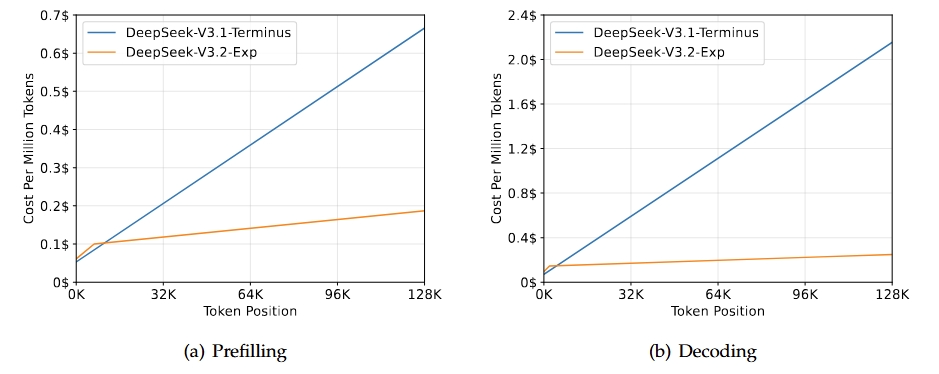 0.7$
0.6$
0.5$
0.4$
0.3$
0.2$
0.1$
0$
Cost Per Million Tokens
DeepSeek-V3.1-Terminus
DeepSeek-V3.2-Exp
0K 32K 64K 96K 128K
Token Position
(a) Prefilling
2.4$
2.0$
1.6$
1.2$
0.8$
0.4$
0$
Cost Per Million Tokens
DeepSeek-V3.1-Terminus
DeepSeek-V3.2-Exp
0K 32K 64K 96K 128K
Token Position
(b) Decoding